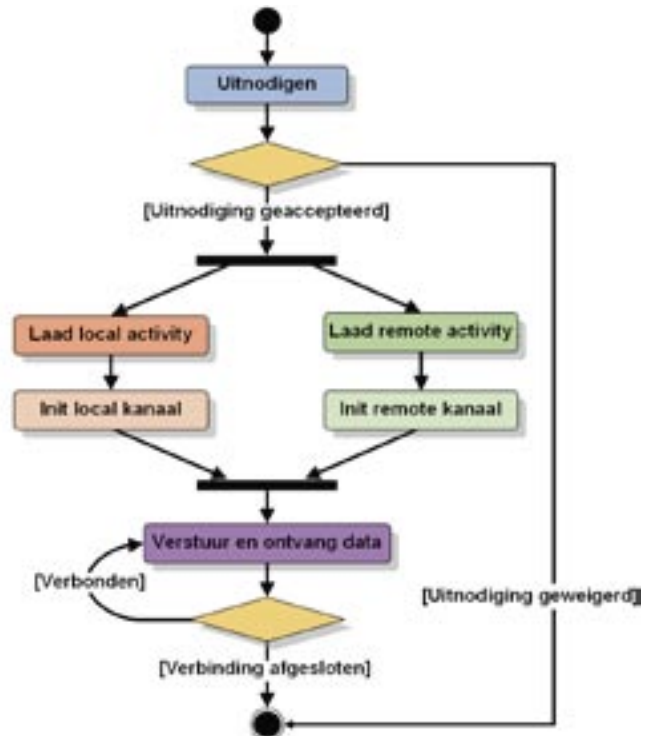 Uitnodigen
[Uitnodiging geaccepteerd]
Laad local activity
Laad remote activity
Init local kanaal
Init remote kanaal
Verstuur en ontvang data
[Verbonden]
[Uitnodiging geweigerd]]
[Verbinding afgesloten]